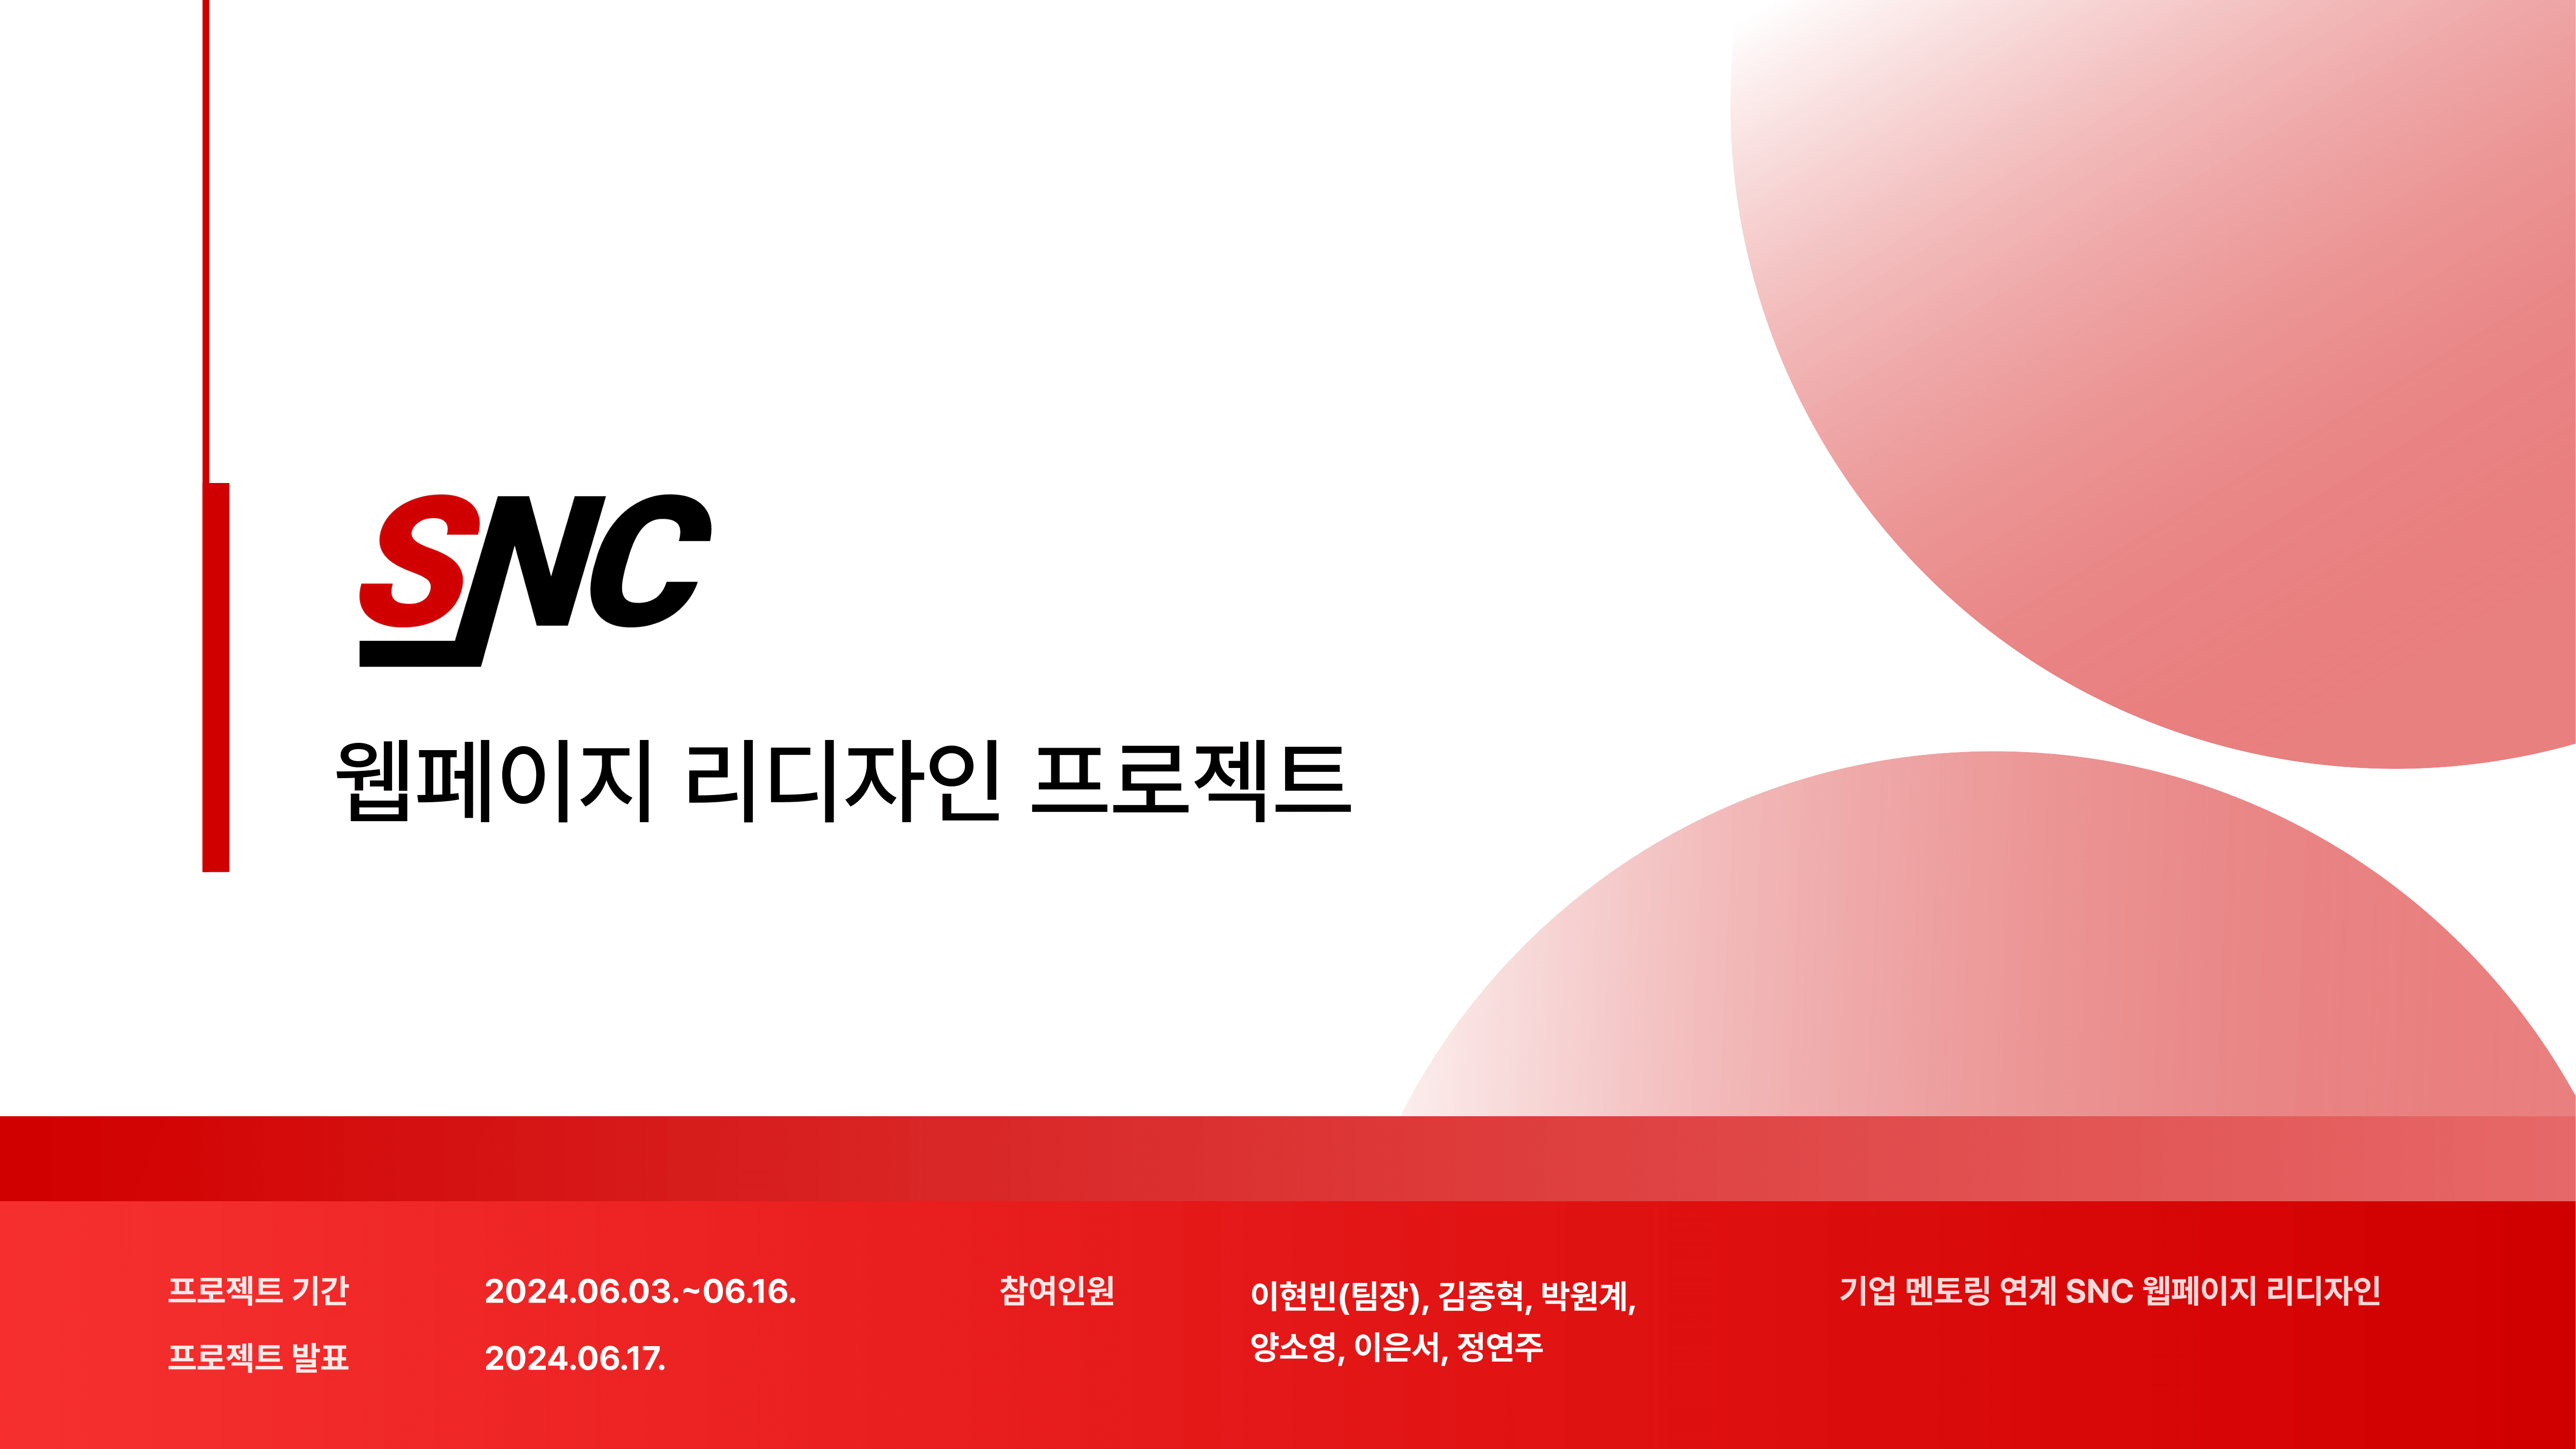 SNC
웹페이지 리디자인 프로젝트
프로젝트 기간
2024.06.03.~06.16.
프로젝트 발표
2024.06.17.
참여인원
이현빈(팀장), 김종혁, 박원계,
양소영, 이은서, 정연주
기업 멘토링 연계 SNC 웹페이지 리디자인